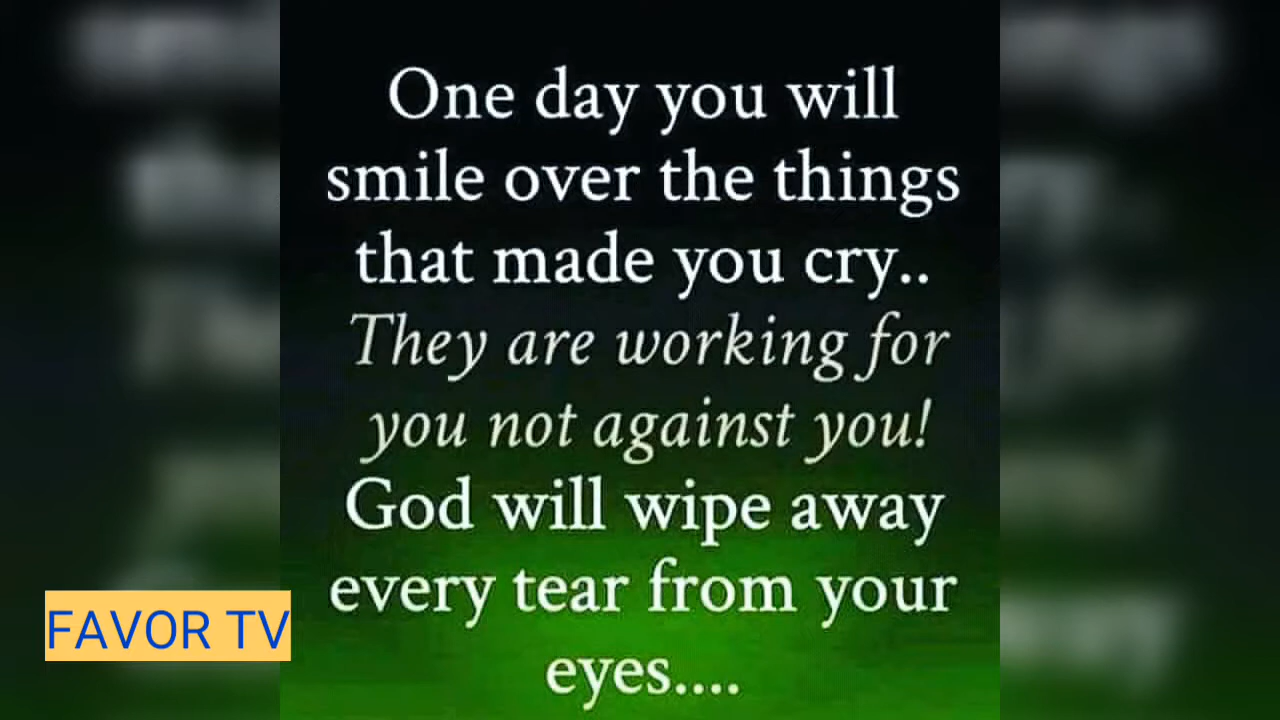 One day you will
smile over the things
that made you cry..
They are working for
you not against you!
God will wipe away
every tear from your
eyes....
FAVOR TV